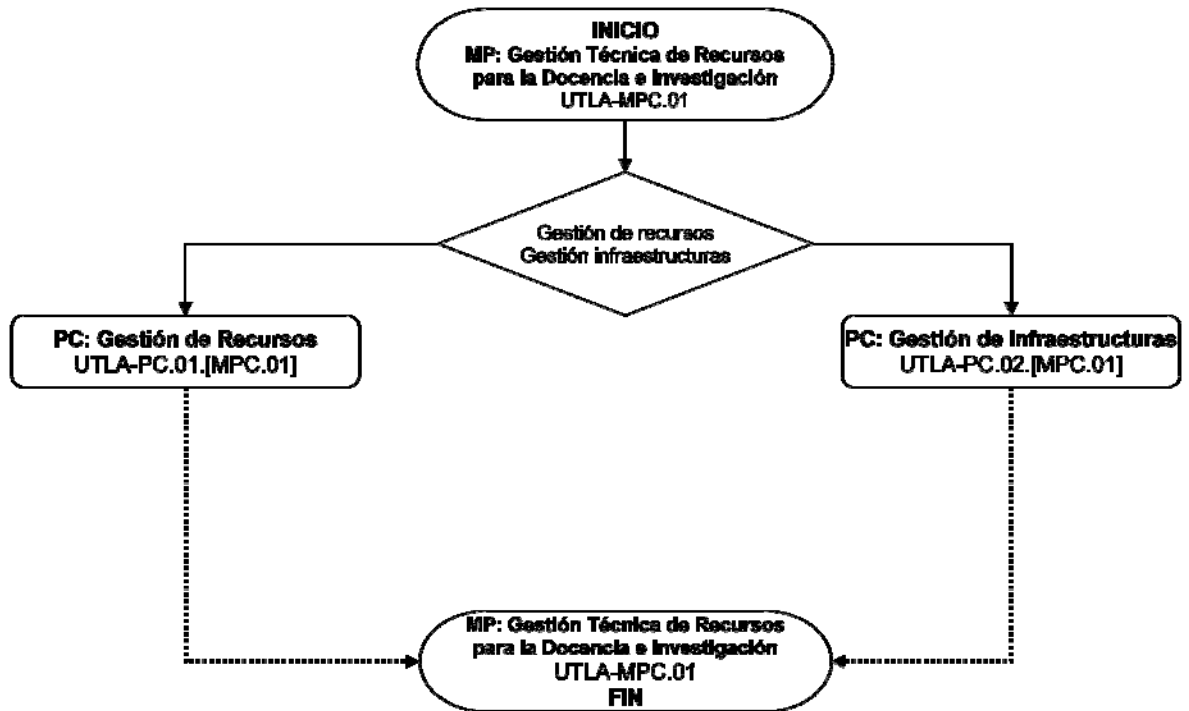 INICIO
MP: Gestión Técnica de Recursos
para la Docencia e Investigación
UTLA-MPC.01
Gestión de recursos
Gestión infraestructuras
PC: Gestión de Recursos
UTLA-PC.01.[MPC.01]
PC: Gestión de Infraestructuras
UTLA-PC.02.[MPC.01]
MP: Gestión Técnica de Recursos
para la Docencia e Investigación
UTLA-MPC.01
FIN